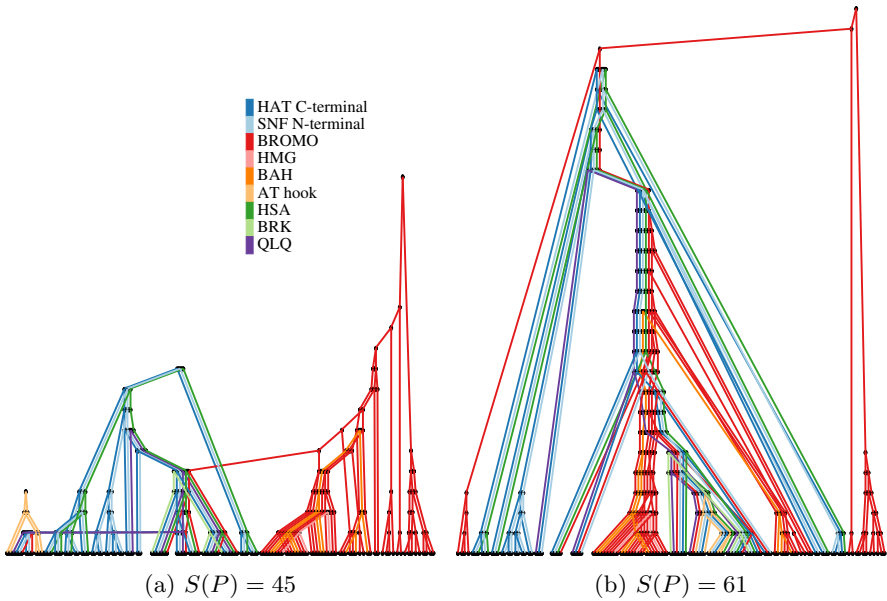 HAT C-terminal
SNF N-terminal
BROMO
HMG
BAH
AT hook
HSA
BRK
QLQ
(a) S(P) = 45
(b) S(P) = 61